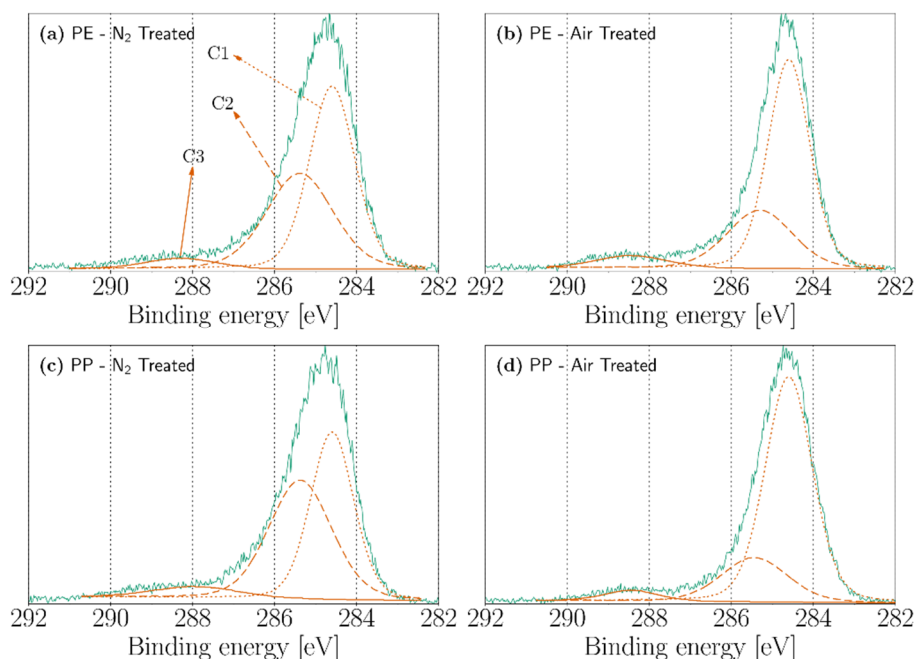 (a) PE - N₂ Treated
C1
C2
C3
292 290 288 286 284 282
Binding energy [eV]
(b) PE - Air Treated
292 290 288 286 284 282
Binding energy [eV]
(c) PP - N₂ Treated
292 290 288 286 284 282
Binding energy [eV]
(d) PP - Air Treated
292 290 288 286 284 282
Binding energy [eV]